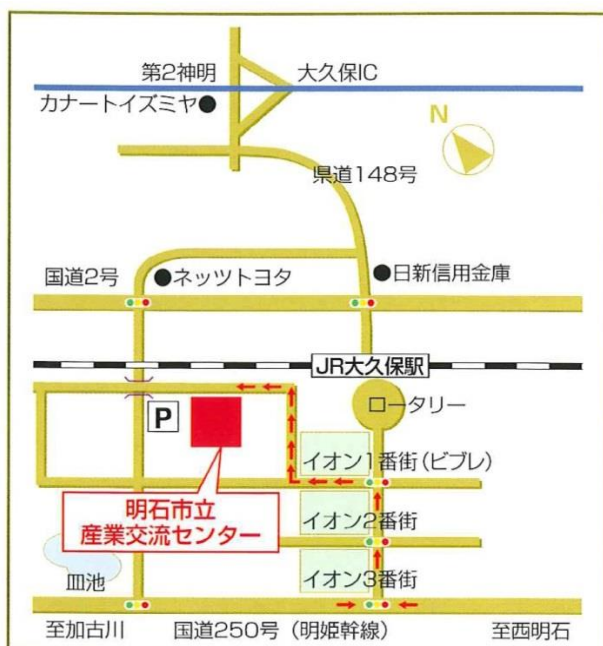 第2神明
大久保IC
カナートイズミヤ
N
県道148号
国道2号
ネッツトヨタ
日新信用金庫
JR大久保駅
P
ロータリー
イオン1番街(ビブレ)
明石市立
産業交流センター
イオン2番街
皿池
イオン3番街
至加古川
国道250号(明姫幹線)
至西明石